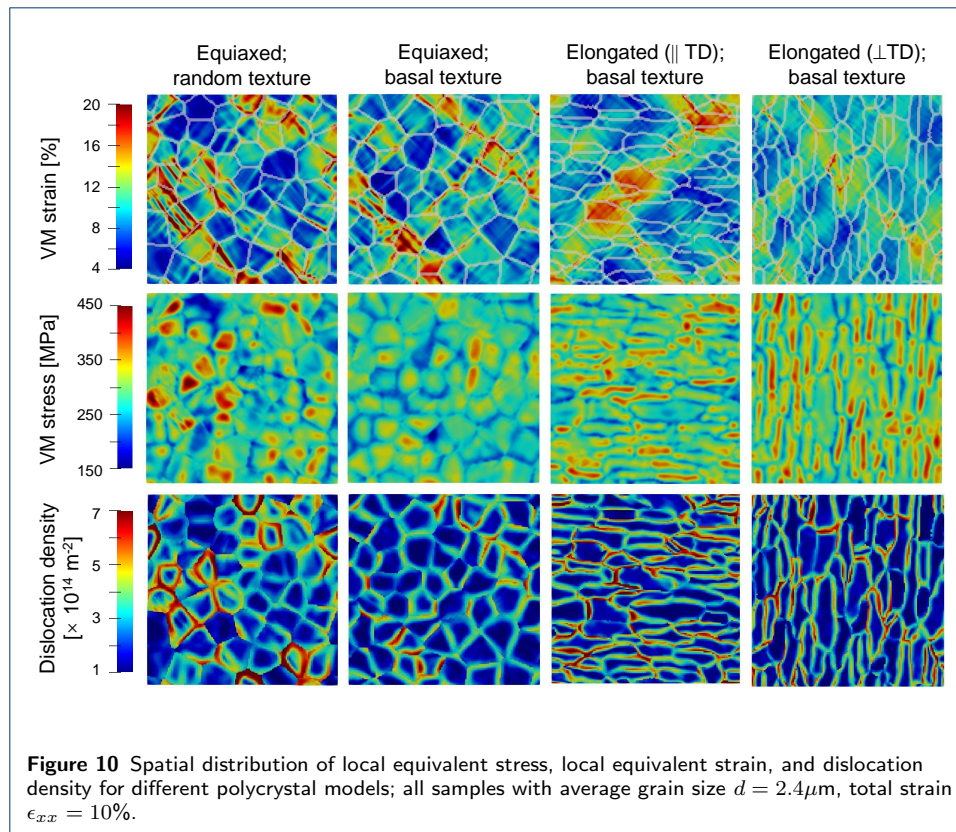 Equiaxed;
random texture
Equiaxed;
basal texture
Elongated (|| TD);
basal texture
Elongated (⊥TD);
basal texture
VM strain [%]
20
16
12
8
4
VM stress [MPa]
450
350
250
150
Dislocation density
[× 10¹⁴ m⁻²]
7
5
3
1
Figure 10 Spatial distribution of local equivalent stress, local equivalent strain, and dislocation
density for different polycrystal models; all samples with average grain size d = 2.4μm, total strain
ϵxx = 10%.